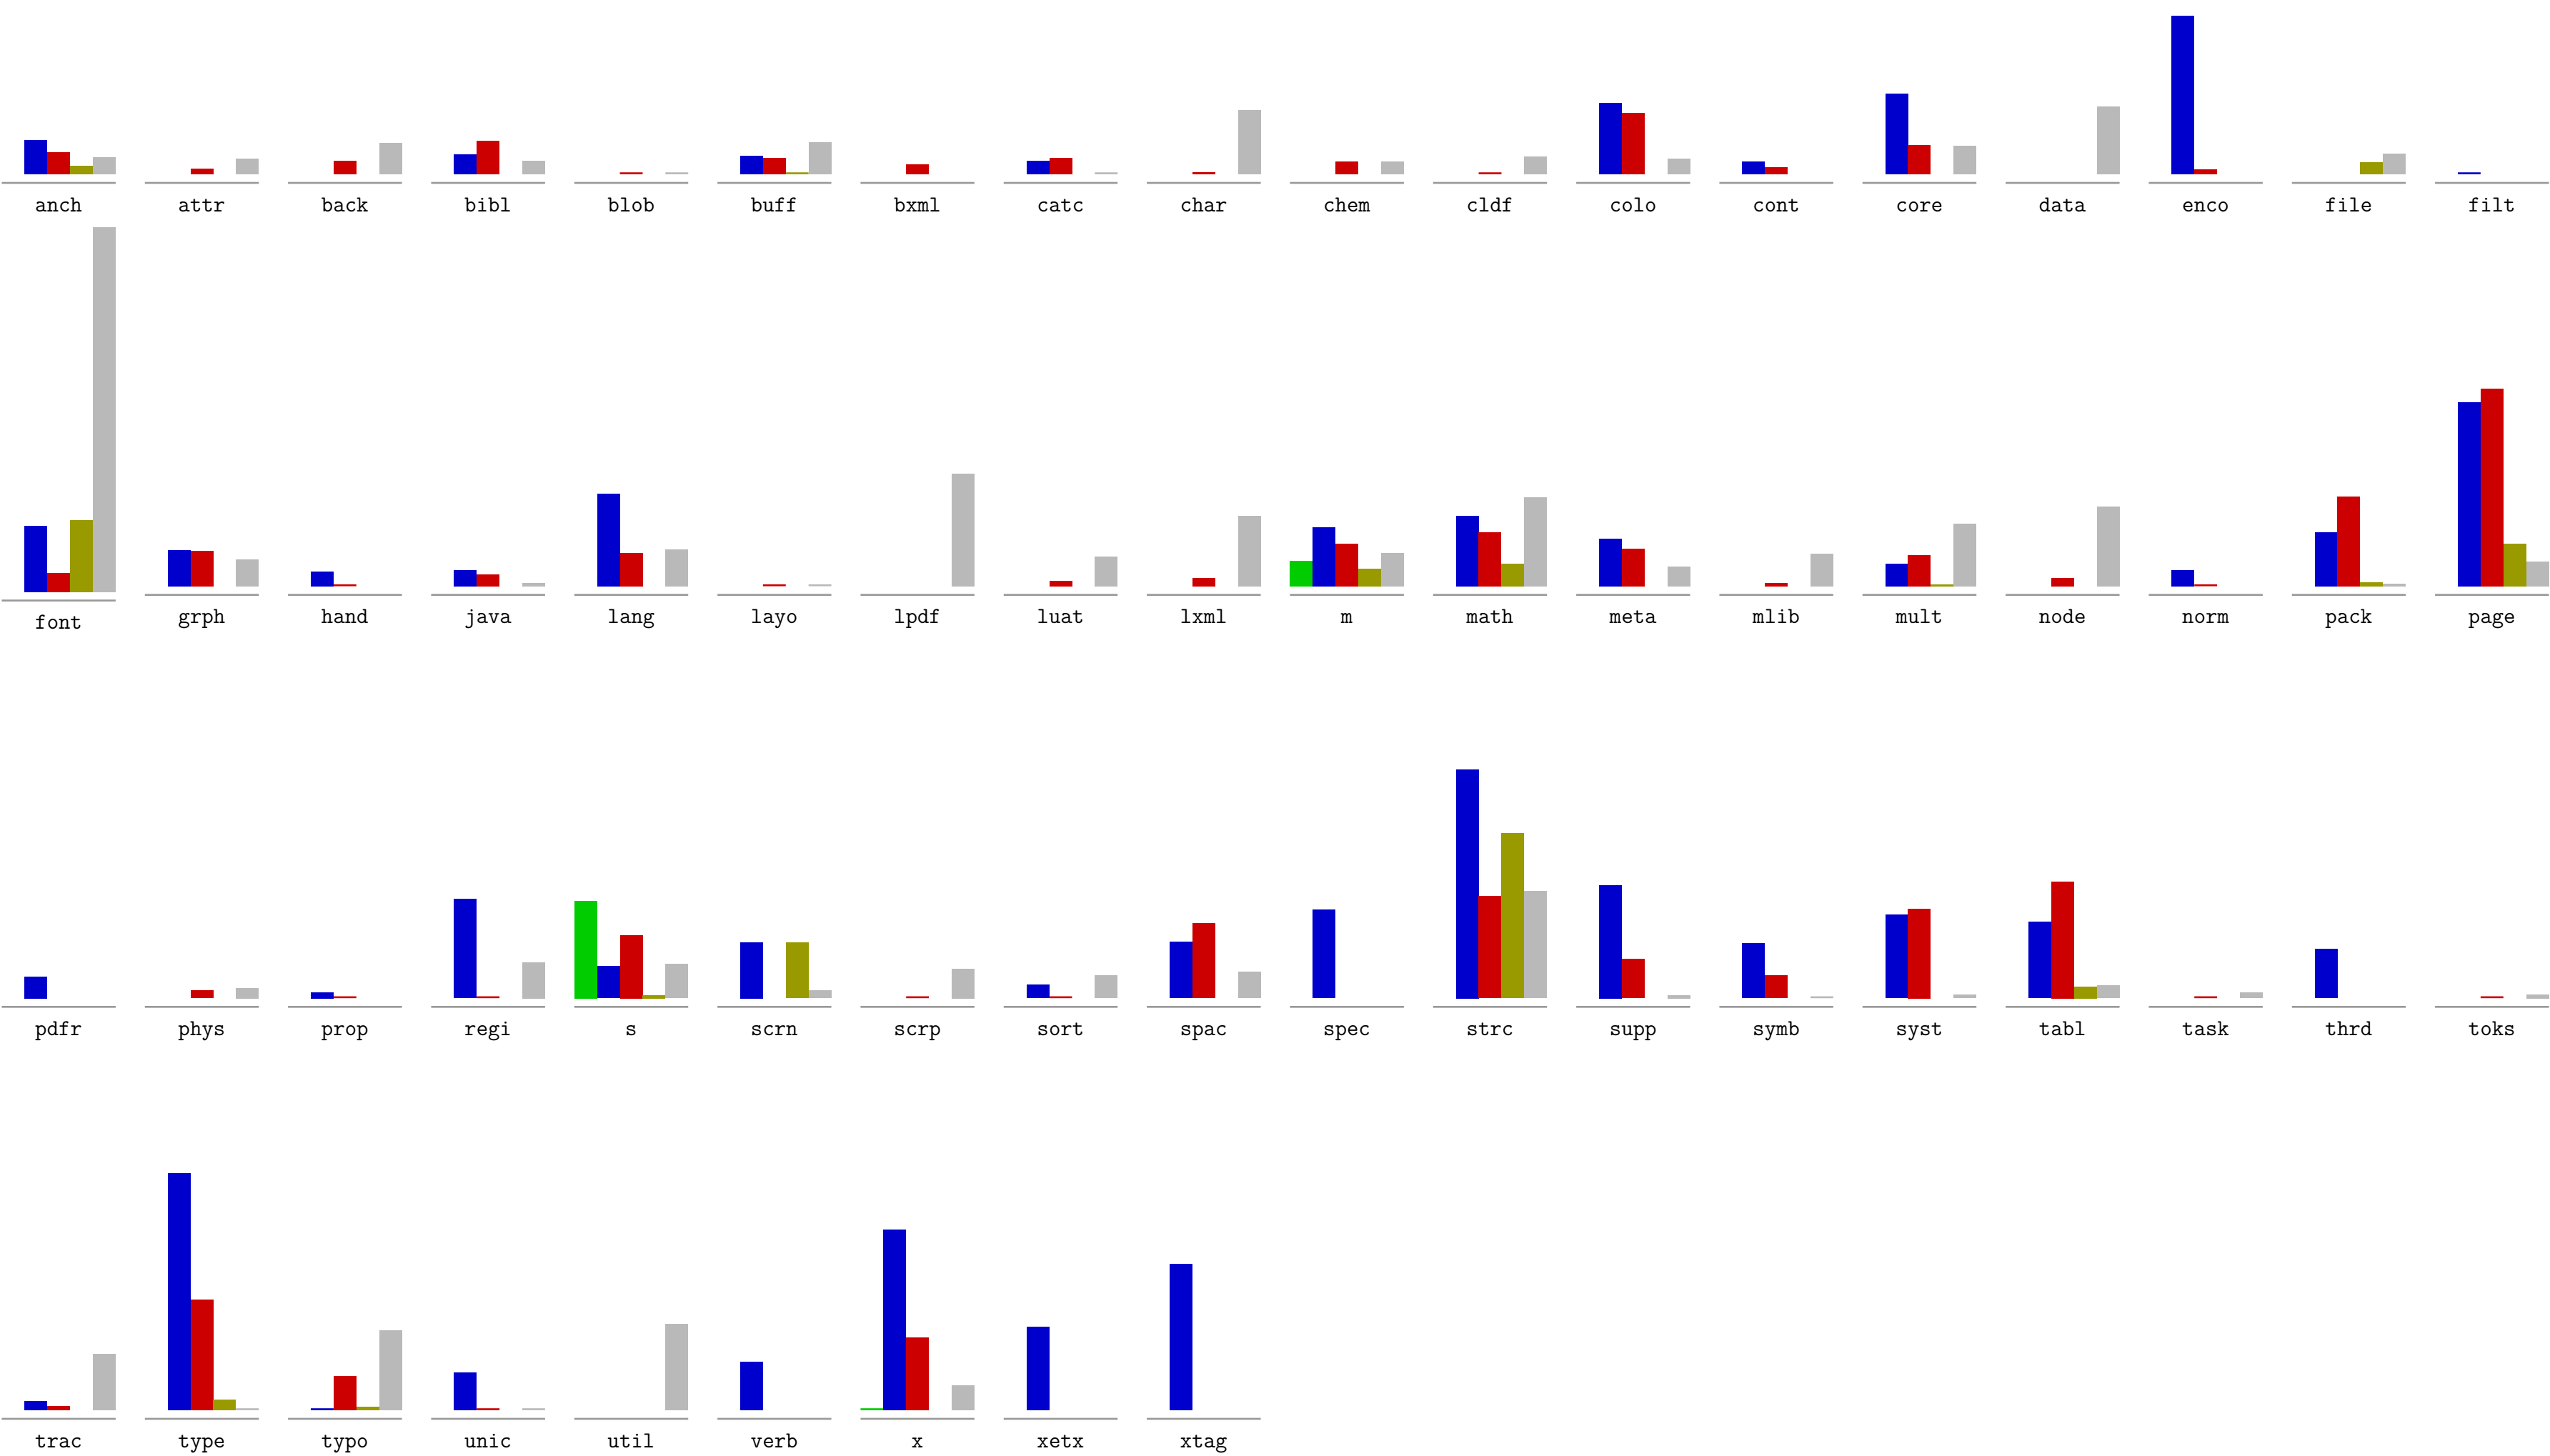 anch attr back bibl blob buff bxml catc char chem cldf colo cont core data enco file filt
font grph hand java lang layo lpdf luat lxml m math meta mlib mult node norm pack page
pdfr phys prop regi s scrn scrp sort spac spec strc supp symb syst tabl task thrd toks
trac type typo unic util verb x xetx xtag